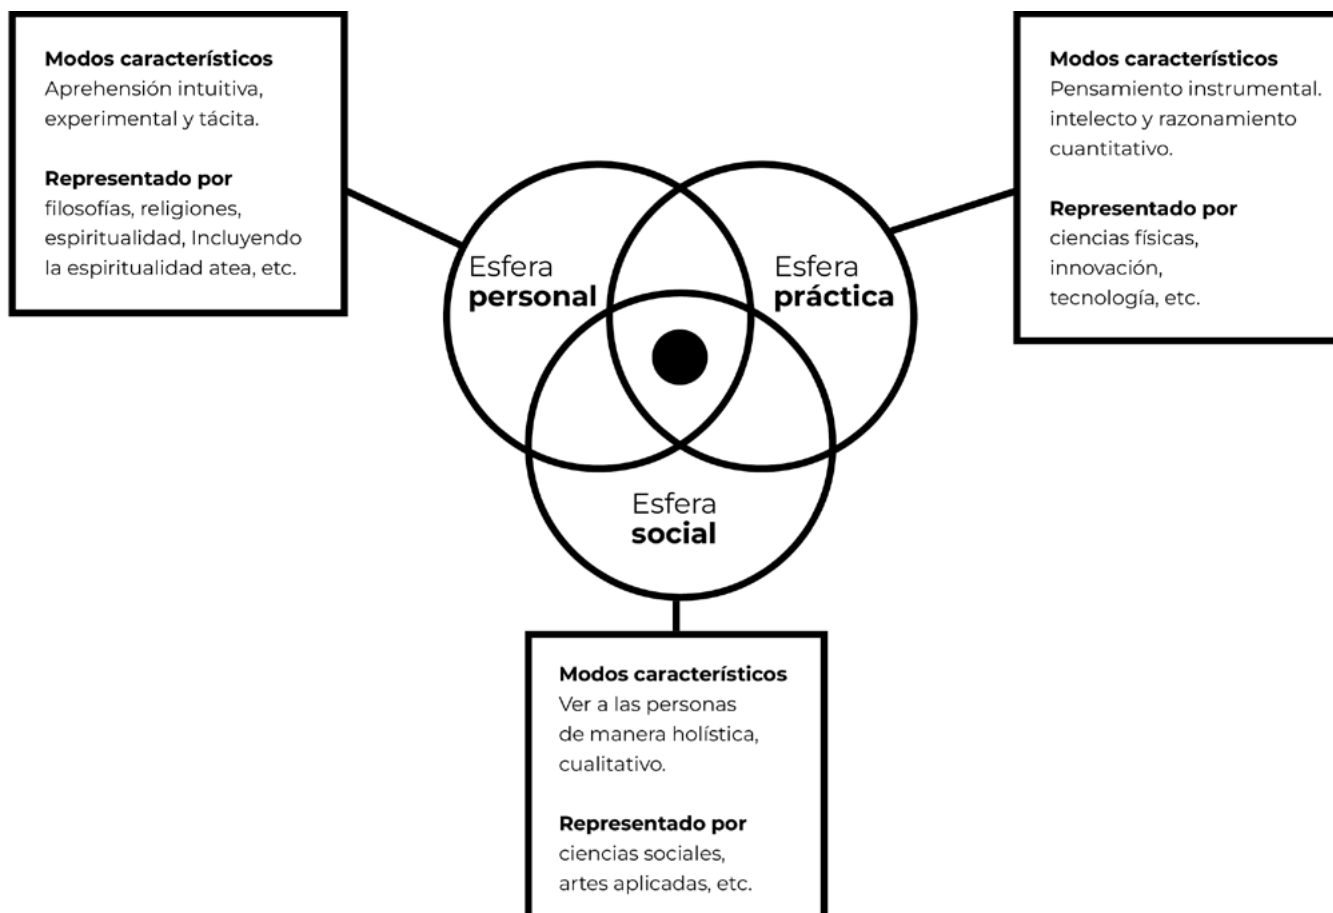 Modos característicos
Aprehensión intuitiva,
experimental y tácita.
Representado por
filosofías, religiones,
espiritualidad, Incluyendo
la espiritualidad atea, etc.
Modos característicos
Pensamiento instrumental.
intelecto y razonamiento
cuantitativo.
Representado por
ciencias físicas,
innovación,
tecnología, etc.
Esfera
personal
Esfera
práctica
Esfera
social
Modos característicos
Ver a las personas
de manera holística,
cualitativo.
Representado por
ciencias sociales,
artes aplicadas, etc.